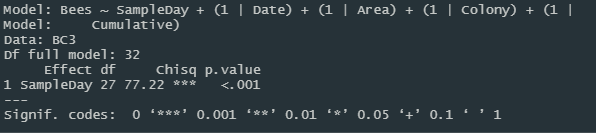 Model: Bees ~ SampleDay + (1 | Date) + (1 | Area) + (1 | Colony) + (1 |
Model:     Cumulative)
Data: BC3
Df full model: 32
     Effect df     Chisq p.value
1 SampleDay 27 77.22 ***   <.001
---
Signif. codes:  0 ‘***’ 0.001 ‘**’ 0.01 ‘*’ 0.05 ‘+’ 0.1 ‘ ’ 1